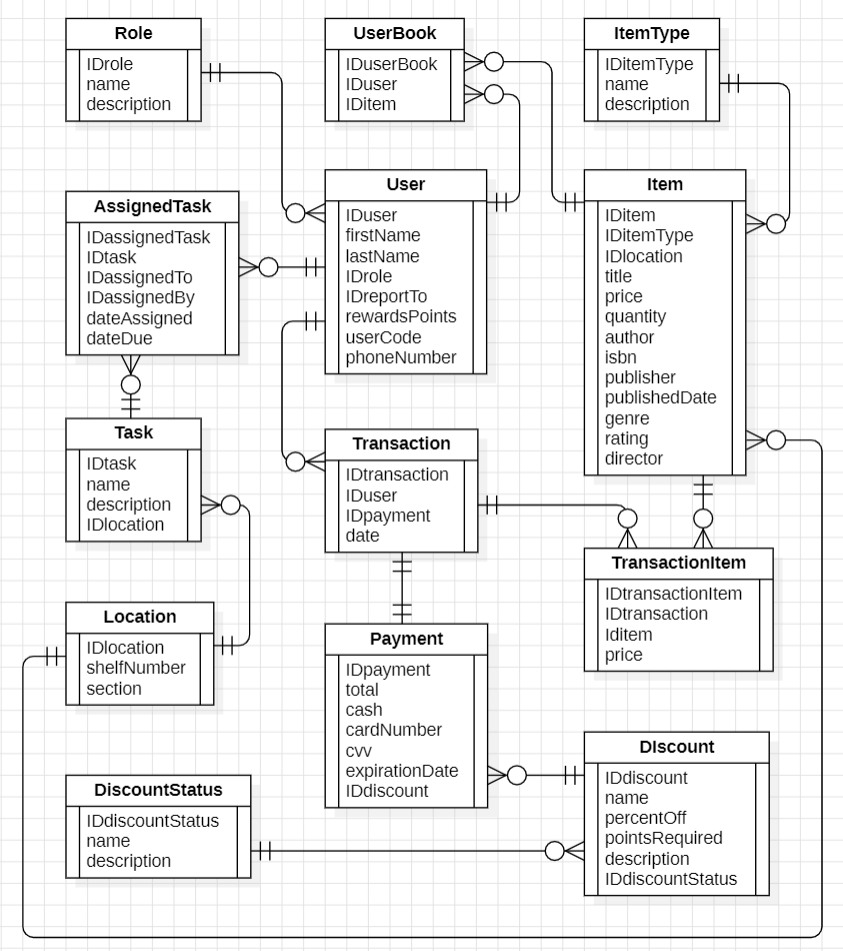 Role
IDrole
name
description
UserBook
IDuserBook
IDuser
IDitem
ItemType
IDitemType
name
description
AssignedTask
IDassignedTask
IDtask
IDassignedTo
IDassignedBy
dateAssigned
dateDue
User
IDuser
firstName
lastName
IDrole
IDreportTo
rewardsPoints
userCode
phoneNumber
Item
IDitem
IDitemType
IDlocation
title
price
quantity
author
isbn
publisher
publishedDate
genre
rating
director
Task
IDtask
name
description
IDlocation
Transaction
IDtransaction
IDuser
IDpayment
date
TransactionItem
IDtransactionItem
IDtransaction
Iditem
price
Location
IDlocation
shelfNumber
section
Payment
IDpayment
total
cash
cardNumber
cvv
expirationDate
IDdiscount
DIscount
IDdiscount
name
percentOff
pointsRequired
description
IDdiscountStatus
DiscountStatus
IDdiscountStatus
name
description